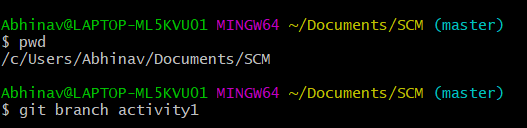 Abhinav@LAPTOP-ML5KVU01 MINGW64 ~/Documents/SCM (master)
$ pwd
/c/Users/Abhinav/Documents/SCM
Abhinav@LAPTOP-ML5KVU01 MINGW64 ~/Documents/SCM (master)
$ git branch activity1